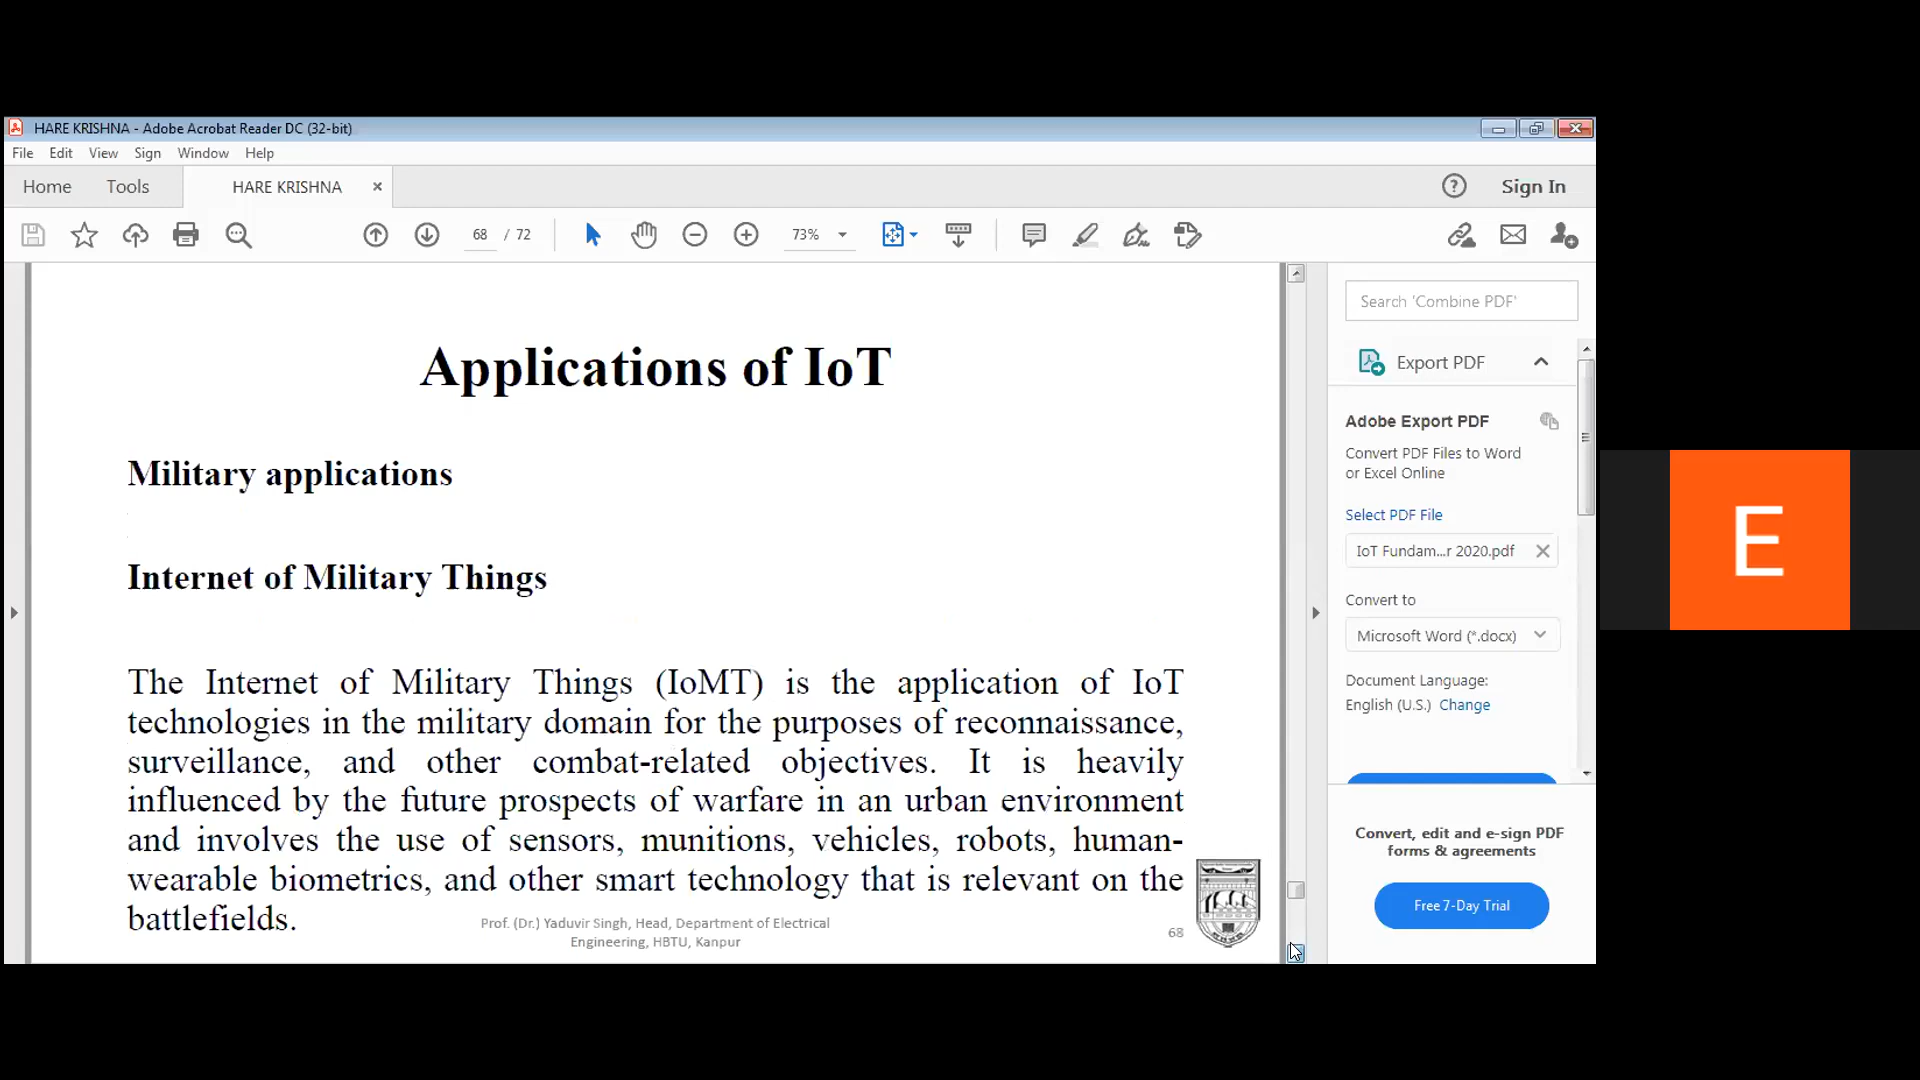 HARE KRISHNA - Adobe Acrobat Reader DC (32-bit)
File Edit View Sign Window Help
Home Tools HARE KRISHNA
Sign In
68 / 72
73%
Search 'Combine PDF'
Export PDF
Adobe Export PDF
Convert PDF Files to Word
or Excel Online
Select PDF File
IoT Fundam...r 2020.pdf
Convert to
Microsoft Word (*.docx)
Document Language:
English (U.S.) Change
Convert, edit and e-sign PDF
forms & agreements
Free 7-Day Trial
Applications of IoT
Military applications
Internet of Military Things
The Internet of Military Things (IoMT) is the application of IoT
technologies in the military domain for the purposes of reconnaissance,
surveillance, and other combat-related objectives. It is heavily
influenced by the future prospects of warfare in an urban environment
and involves the use of sensors, munitions, vehicles, robots, human-
wearable biometrics, and other smart technology that is relevant on the
battlefields.
Prof. (Dr.) Yaduvir Singh, Head, Department of Electrical
Engineering, HBTU, Kanpur
68
E